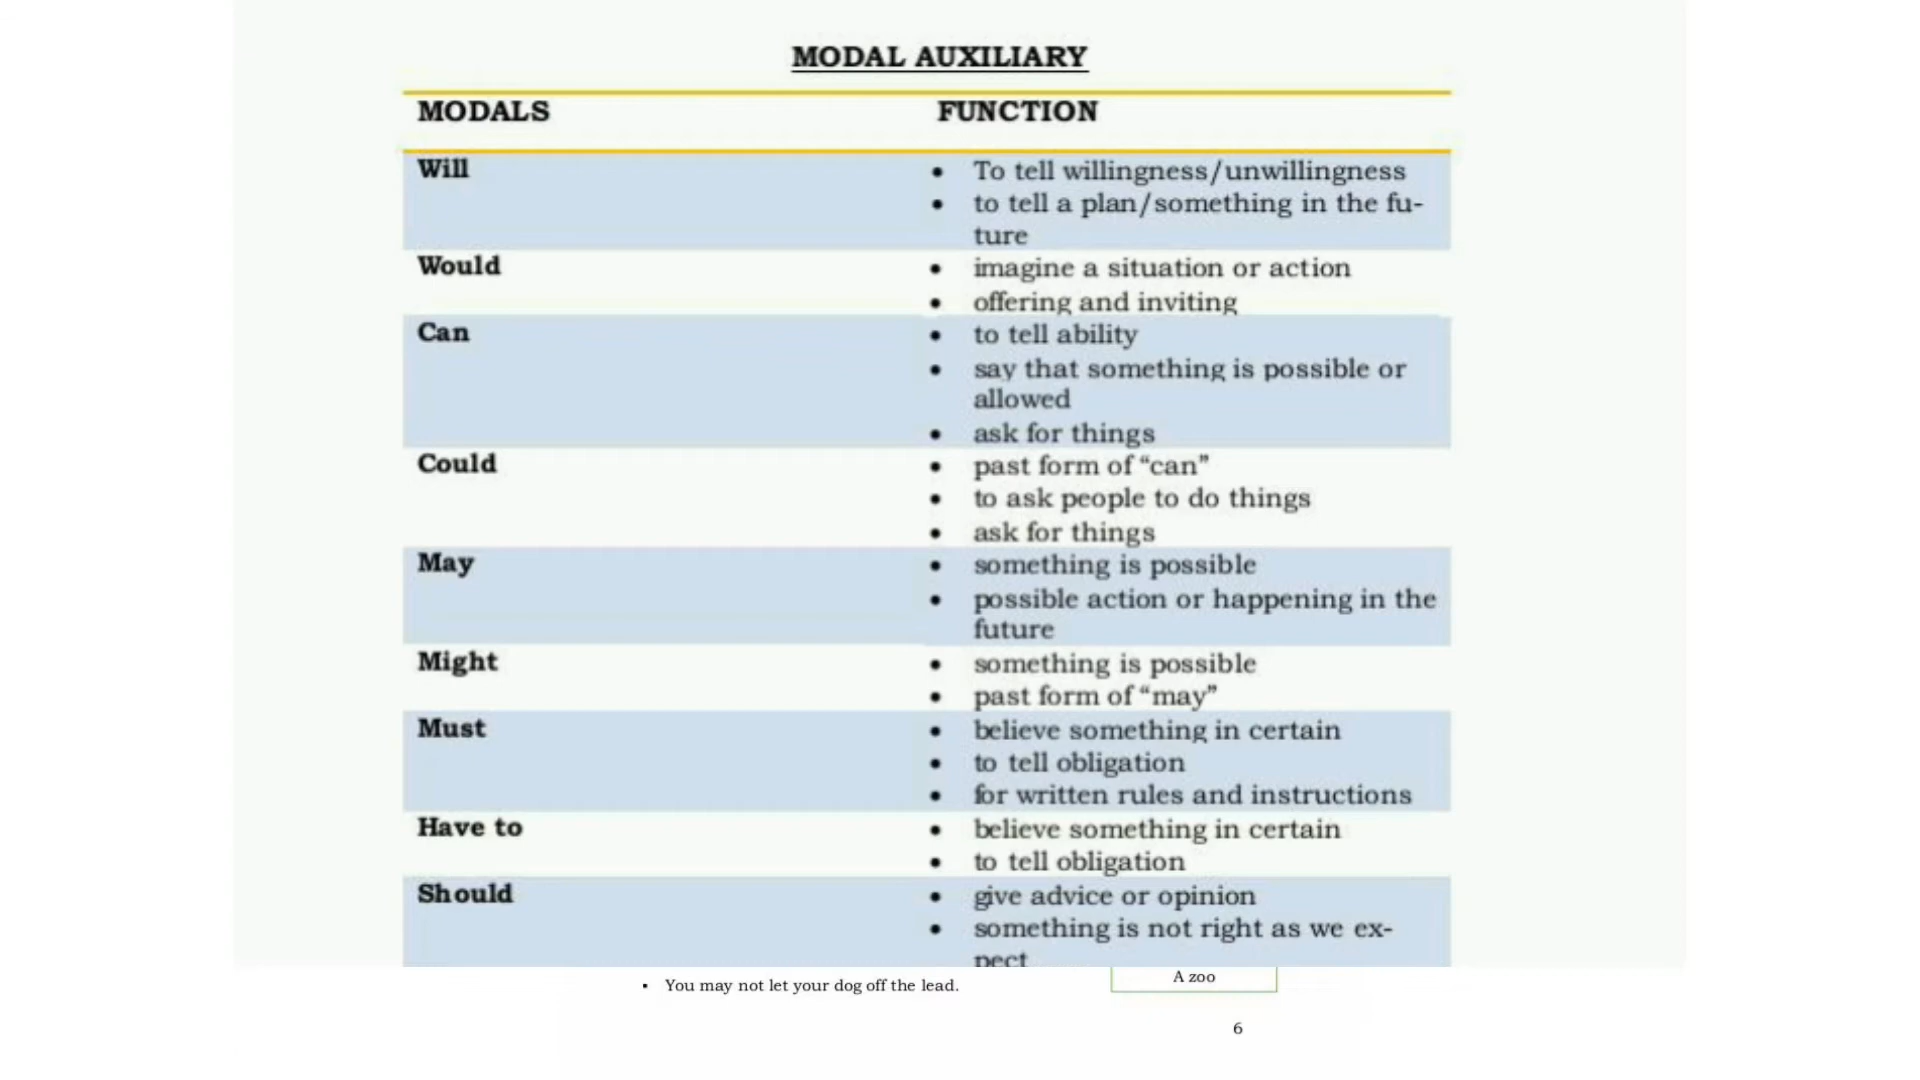 MODAL AUXILIARY
MODALS FUNCTION
Will
• To tell willingness/unwillingness
• to tell a plan/something in the fu-
ture
Would
• imagine a situation or action
• offering and inviting
Can
• to tell ability
• say that something is possible or
allowed
• ask for things
Could
• past form of “can”
• to ask people to do things
• ask for things
May
• something is possible
• possible action or happening in the
future
Might
• something is possible
• past form of “may”
Must
• believe something in certain
• to tell obligation
• for written rules and instructions
Have to
• believe something in certain
• to tell obligation
Should
• give advice or opinion
• something is not right as we ex-
pect
• You may not let your dog off the lead.
A zoo
6